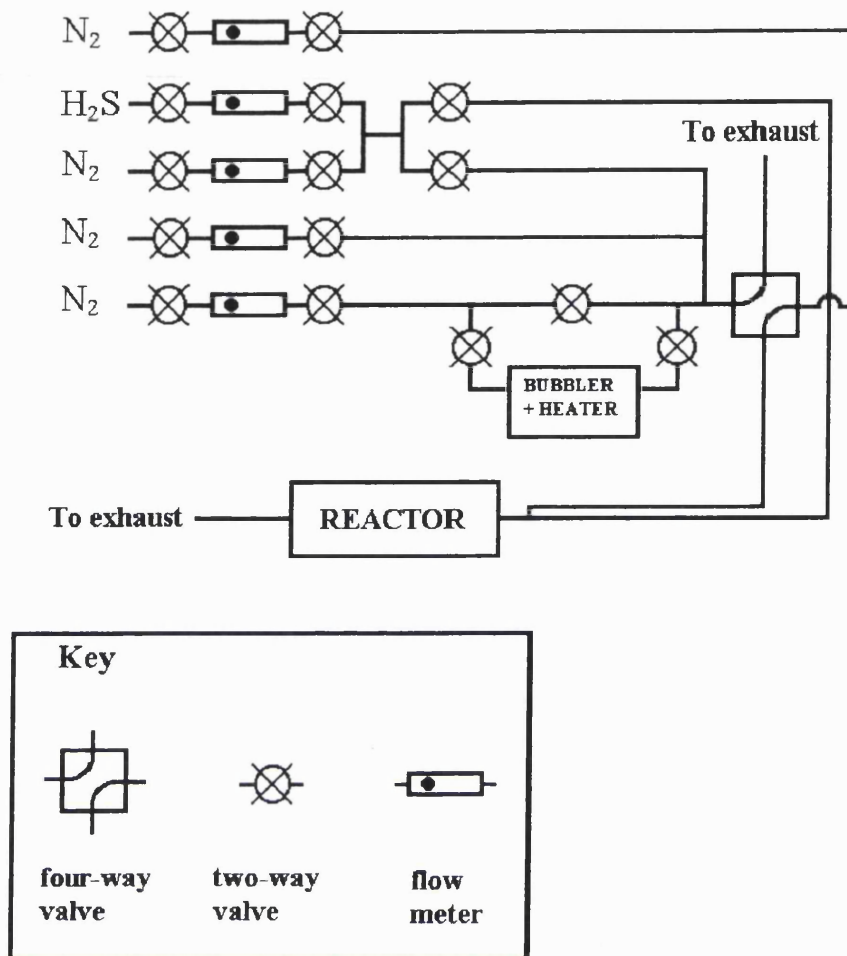 N₂
H₂S
N₂
To exhaust
N₂
N₂
BUBBLER
+ HEATER
To exhaust
REACTOR
Key
four-way
valve
two-way
valve
flow
meter